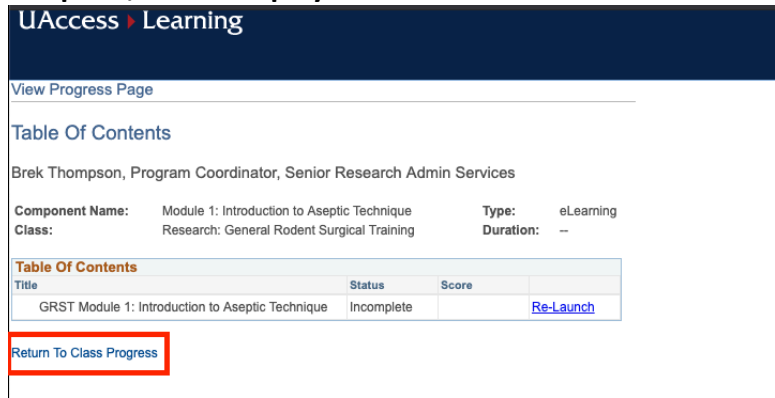 UAccess Learning
View Progress Page
Table Of Contents
Brek Thompson, Program Coordinator, Senior Research Admin Services
Component Name: Module 1: Introduction to Aseptic Technique Type: eLearning
Class: Research: General Rodent Surgical Training Duration: --
Table Of Contents
Title Status Score
GRST Module 1: Introduction to Aseptic Technique Incomplete Re-Launch
Return To Class Progress